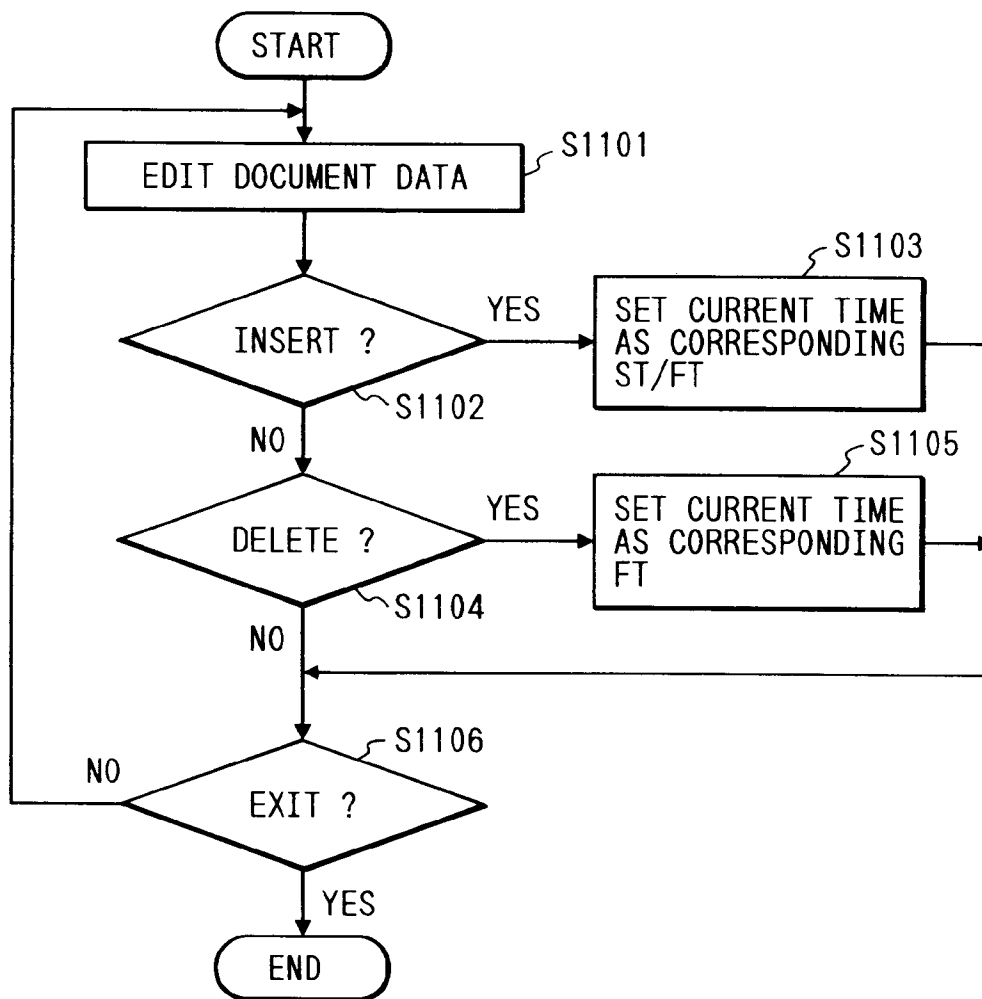 START
S1101
EDIT DOCUMENT DATA
S1103
INSERT ?
YES
SET CURRENT TIME
AS CORRESPONDING
ST/FT
S1102
NO
S1105
DELETE ?
YES
SET CURRENT TIME
AS CORRESPONDING
FT
S1104
NO
S1106
NO
EXIT ?
YES
END